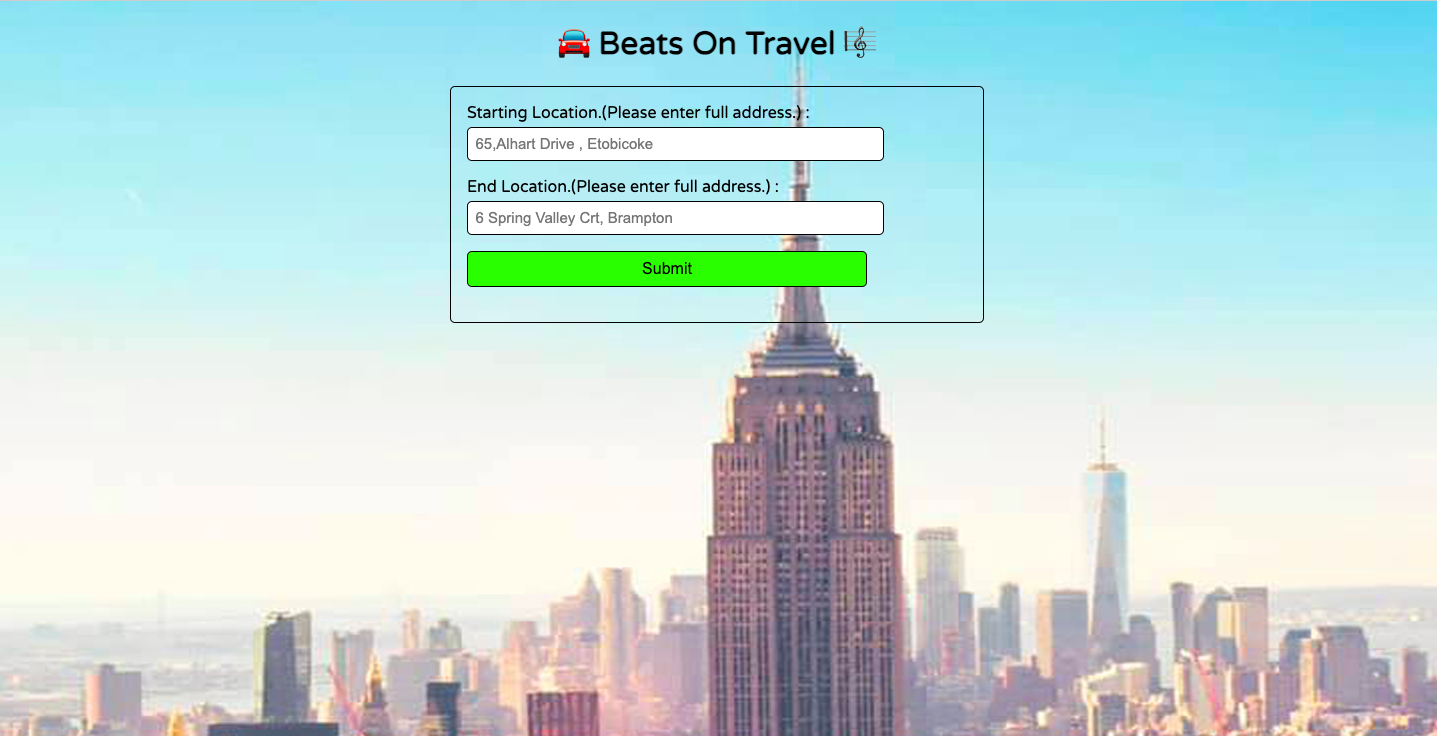 🚘 Beats On Travel 🎼
Starting Location.(Please enter full address.) :
65,Alhart Drive , Etobicoke
End Location.(Please enter full address.) :
6 Spring Valley Crt, Brampton
Submit